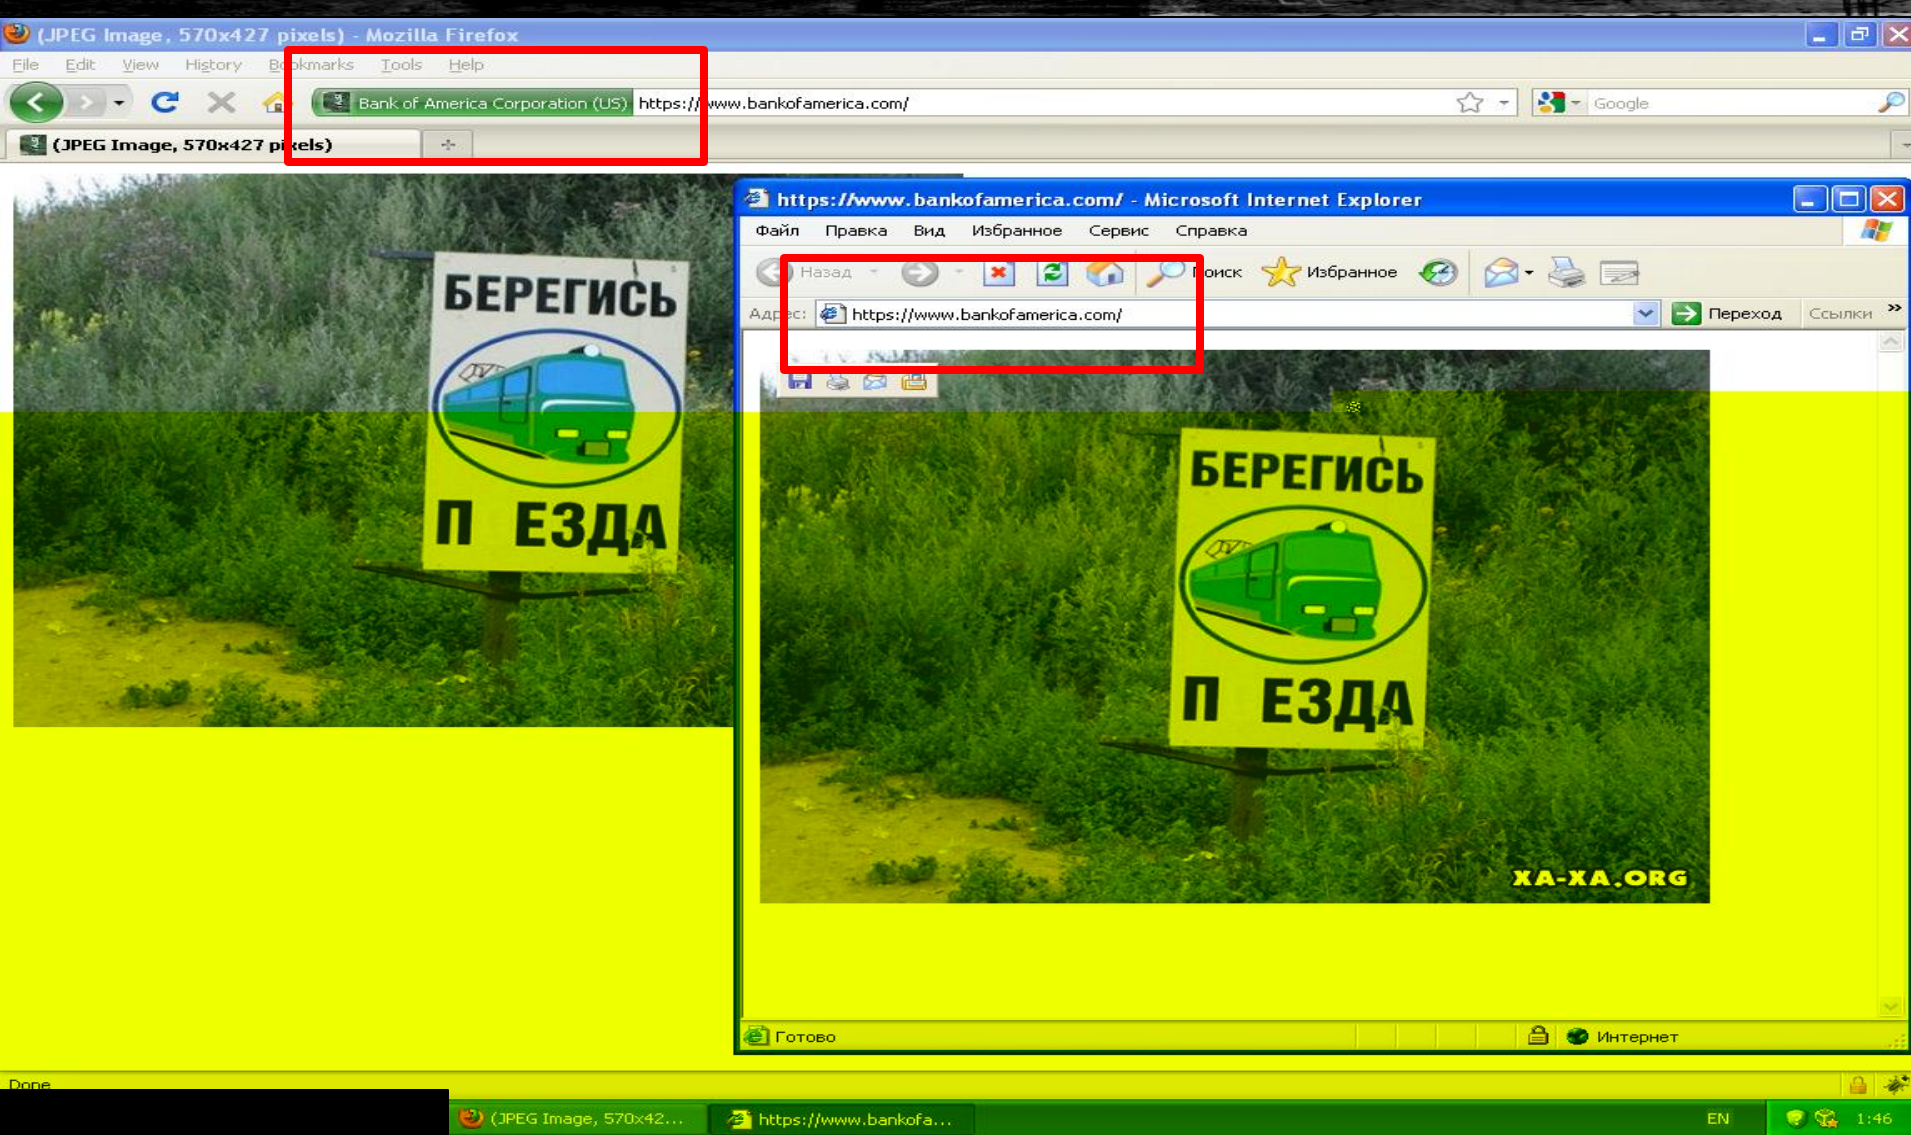 (JPEG Image, 570x427 pixels) - Mozilla Firefox
File Edit View History Bookmarks Tools Help
Bank of America Corporation (US) https://www.bankofamerica.com/
Google
(JPEG Image, 570x427 pixels)
БЕРЕГИСЬ
П ЕЗДА
https://www.bankofamerica.com/ - Microsoft Internet Explorer
Файл Правка Вид Избранное Сервис Справка
Назад Поиск Избранное
Адрес: https://www.bankofamerica.com/ Переход Ссылки »
БЕРЕГИСЬ
П ЕЗДА
XA-XA.ORG
Готово Интернет
Done
(JPEG Image, 570x42... https://www.bankofa... EN 1:46